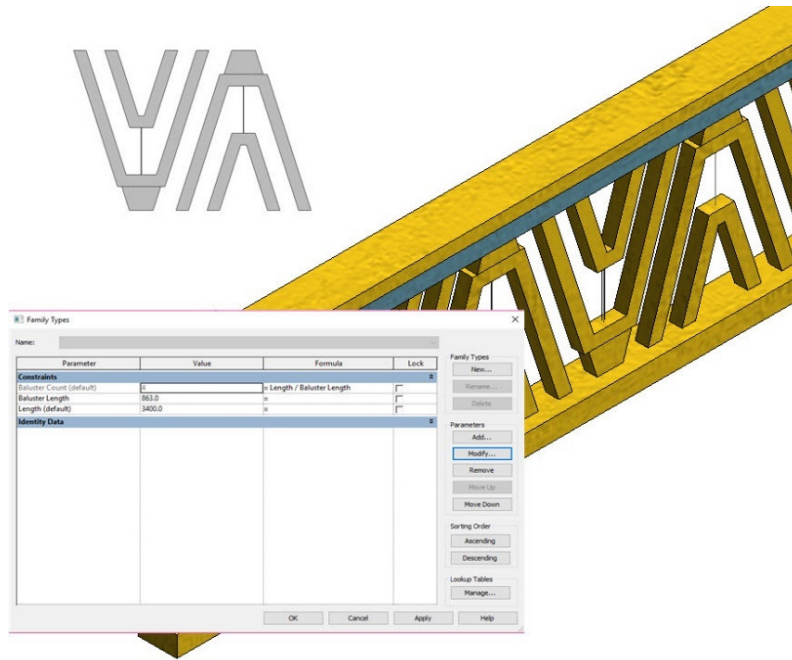 Family Types
Name:
Parameter Value Formula Lock
Constraints
Baluster Count (default) 4 = Length / Baluster Length
Baluster Length 863.0 =
Length (default) 3400.0 =
Identity Data
Family Types
New...
Rename...
Delete
Parameters
Add...
Modify...
Remove
Move Up
Move Down
Sorting Order
Ascending
Descending
Lookup Tables
Manage...
OK Cancel Apply Help